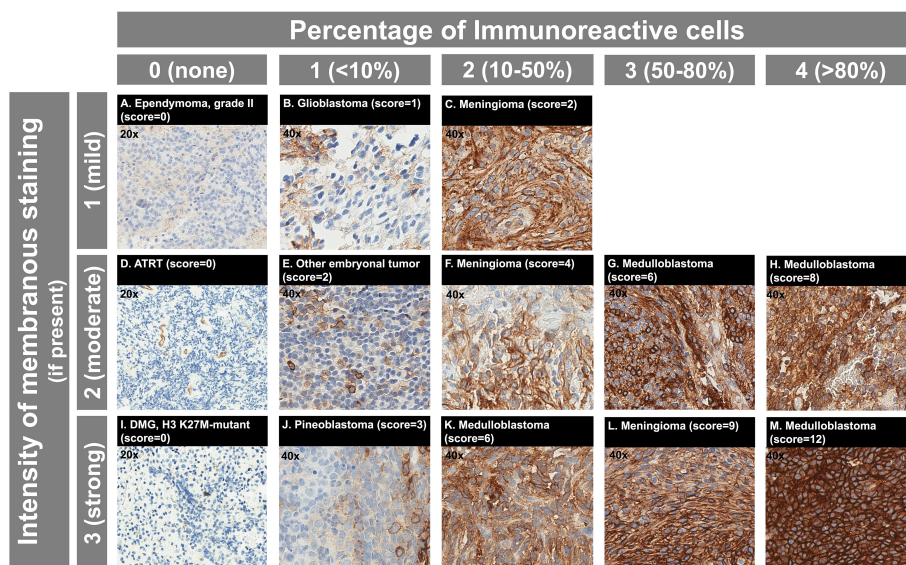 Percentage of Immunoreactive cells
0 (none)
1 (<10%)
2 (10-50%)
3 (50-80%)
4 (>80%)
Intensity of membranous staining
(if present)
1 (mild)
A. Ependymoma, grade II
(score=0)
20x
B. Glioblastoma (score=1)
40x
C. Meningioma (score=2)
40x
2 (moderate)
D. ATRT (score=0)
20x
E. Other embryonal tumor
(score=2)
40x
F. Meningioma (score=4)
40x
G. Medulloblastoma
(score=6)
40x
H. Medulloblastoma
(score=8)
40x
3 (strong)
I. DMG, H3 K27M-mutant
(score=0)
20x
J. Pineoblastoma (score=3)
40x
K. Medulloblastoma
(score=6)
40x
L. Meningioma (score=9)
40x
M. Medulloblastoma
(score=12)
40x